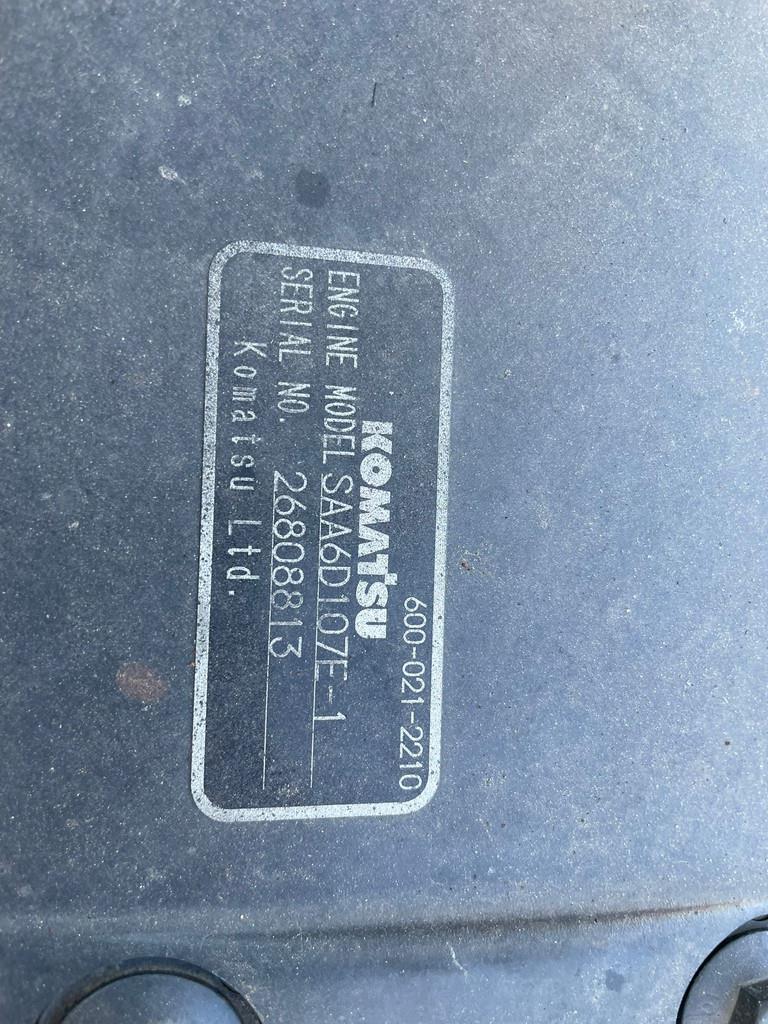 600-021-2210
KOMATSU
ENGINE MODEL SAA6D107E-1
SERIAL NO. 26808813
Komatsu Ltd.